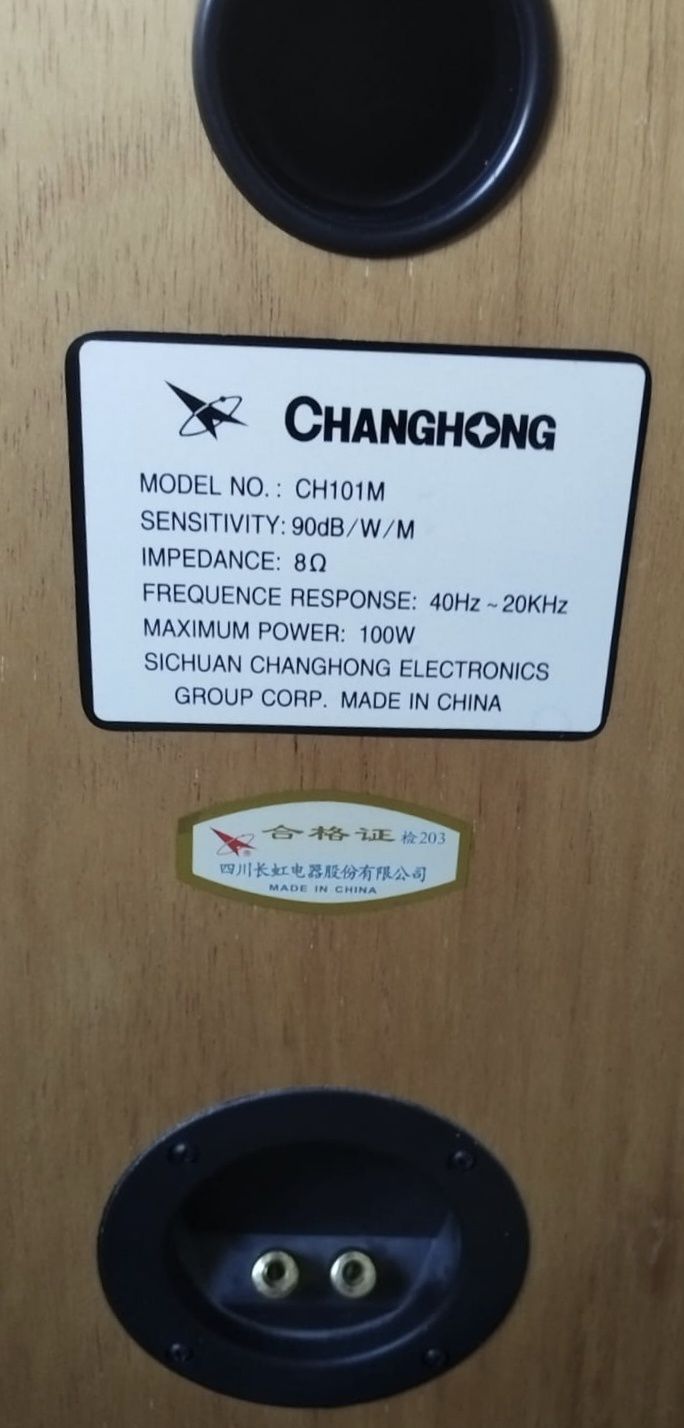 CHANGHONG
MODEL NO.: CH101M
SENSITIVITY: 90dB/W/M
IMPEDANCE: 8Ω
FREQUENCE RESPONSE: 40Hz ~ 20KHz
MAXIMUM POWER: 100W
SICHUAN CHANGHONG ELECTRONICS
GROUP CORP. MADE IN CHINA
® 合格证 检203
四川长虹电器股份有限公司
MADE IN CHINA